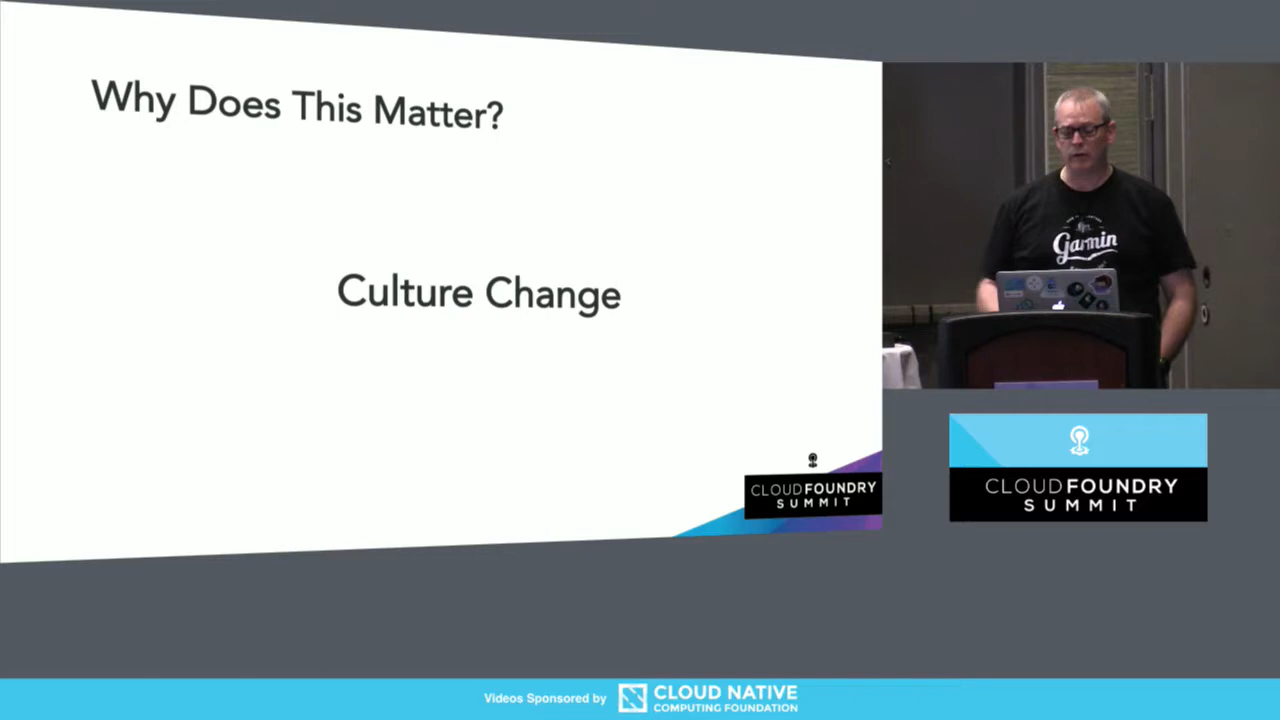 Why Does This Matter?
Culture Change
CLOUDFOUNDRY
SUMMIT
Garmin
CLOUDFOUNDRY
SUMMIT
Videos Sponsored by
CLOUD NATIVE
COMPUTING FOUNDATION